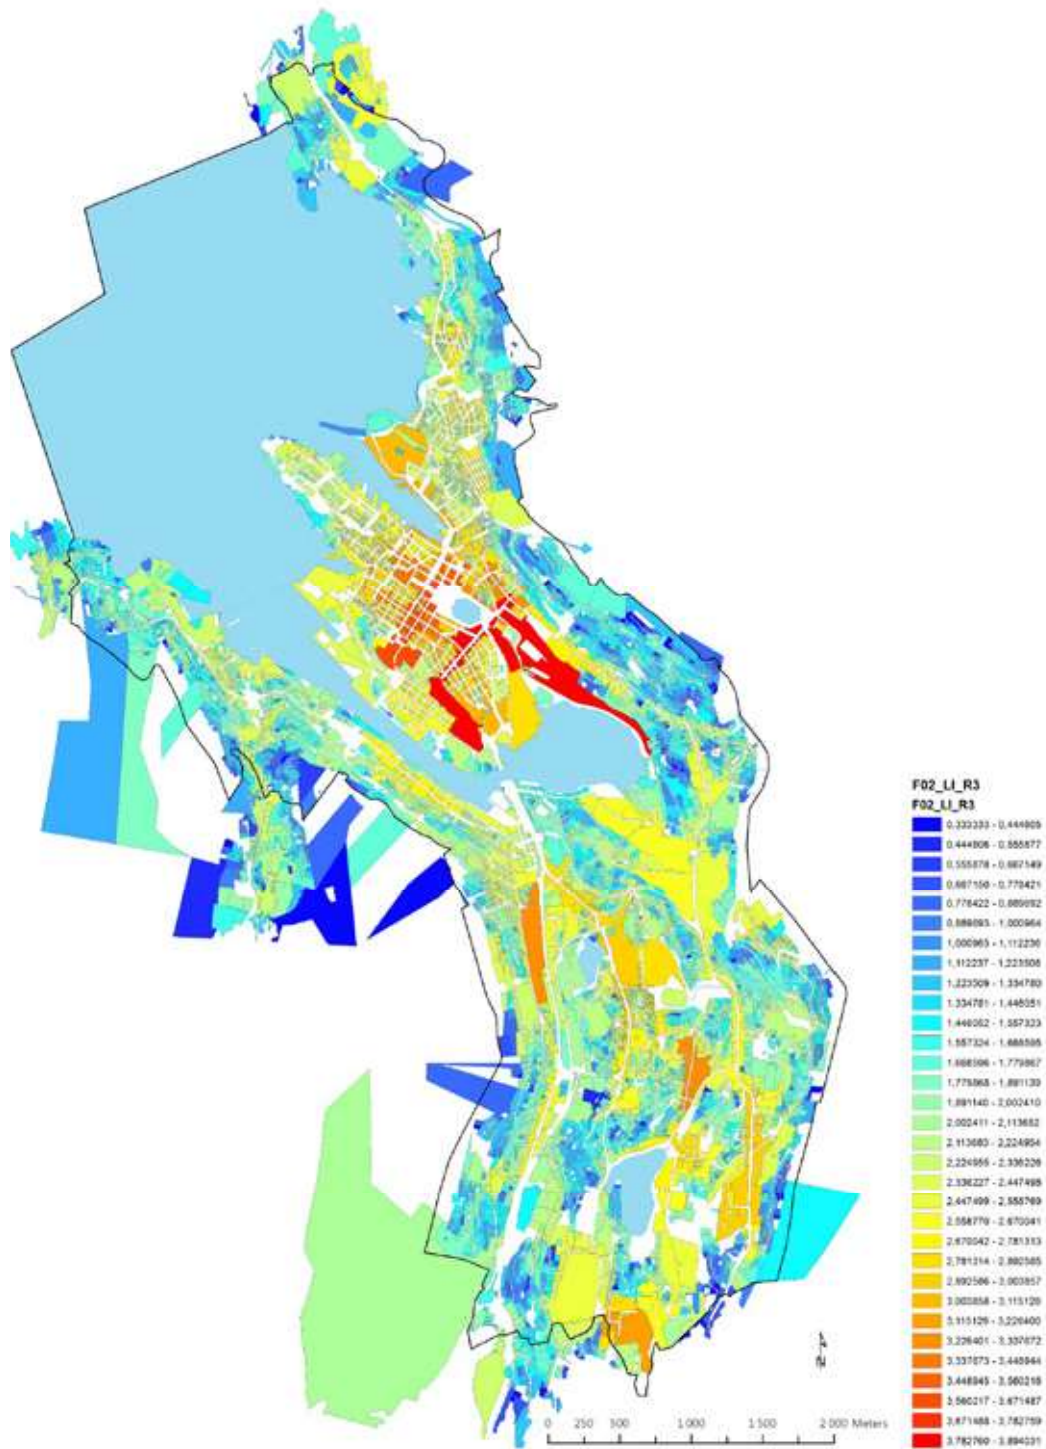 F02_LI_R3
F02_LI_R3
0,333333 - 0,444605
0,444606 - 0,555877
0,555878 - 0,667149
0,667150 - 0,778421
0,778422 - 0,889692
0,889693 - 1,000964
1,000965 - 1,112236
1,112237 - 1,223508
1,223509 - 1,334780
1,334781 - 1,446051
1,446052 - 1,557323
1,557324 - 1,668595
1,668596 - 1,779867
1,779868 - 1,891139
1,891140 - 2,002410
2,002411 - 2,113682
2,113683 - 2,224954
2,224955 - 2,336226
2,336227 - 2,447498
2,447499 - 2,558769
2,558770 - 2,670041
2,670042 - 2,781313
2,781314 - 2,892585
2,892586 - 3,003857
3,003858 - 3,115128
3,115129 - 3,226400
3,226401 - 3,337672
3,337673 - 3,448944
3,448945 - 3,560216
3,560217 - 3,671487
3,671488 - 3,782759
3,782760 - 3,894031
N
0 250 500 1 000 1 500 2 000 Meters